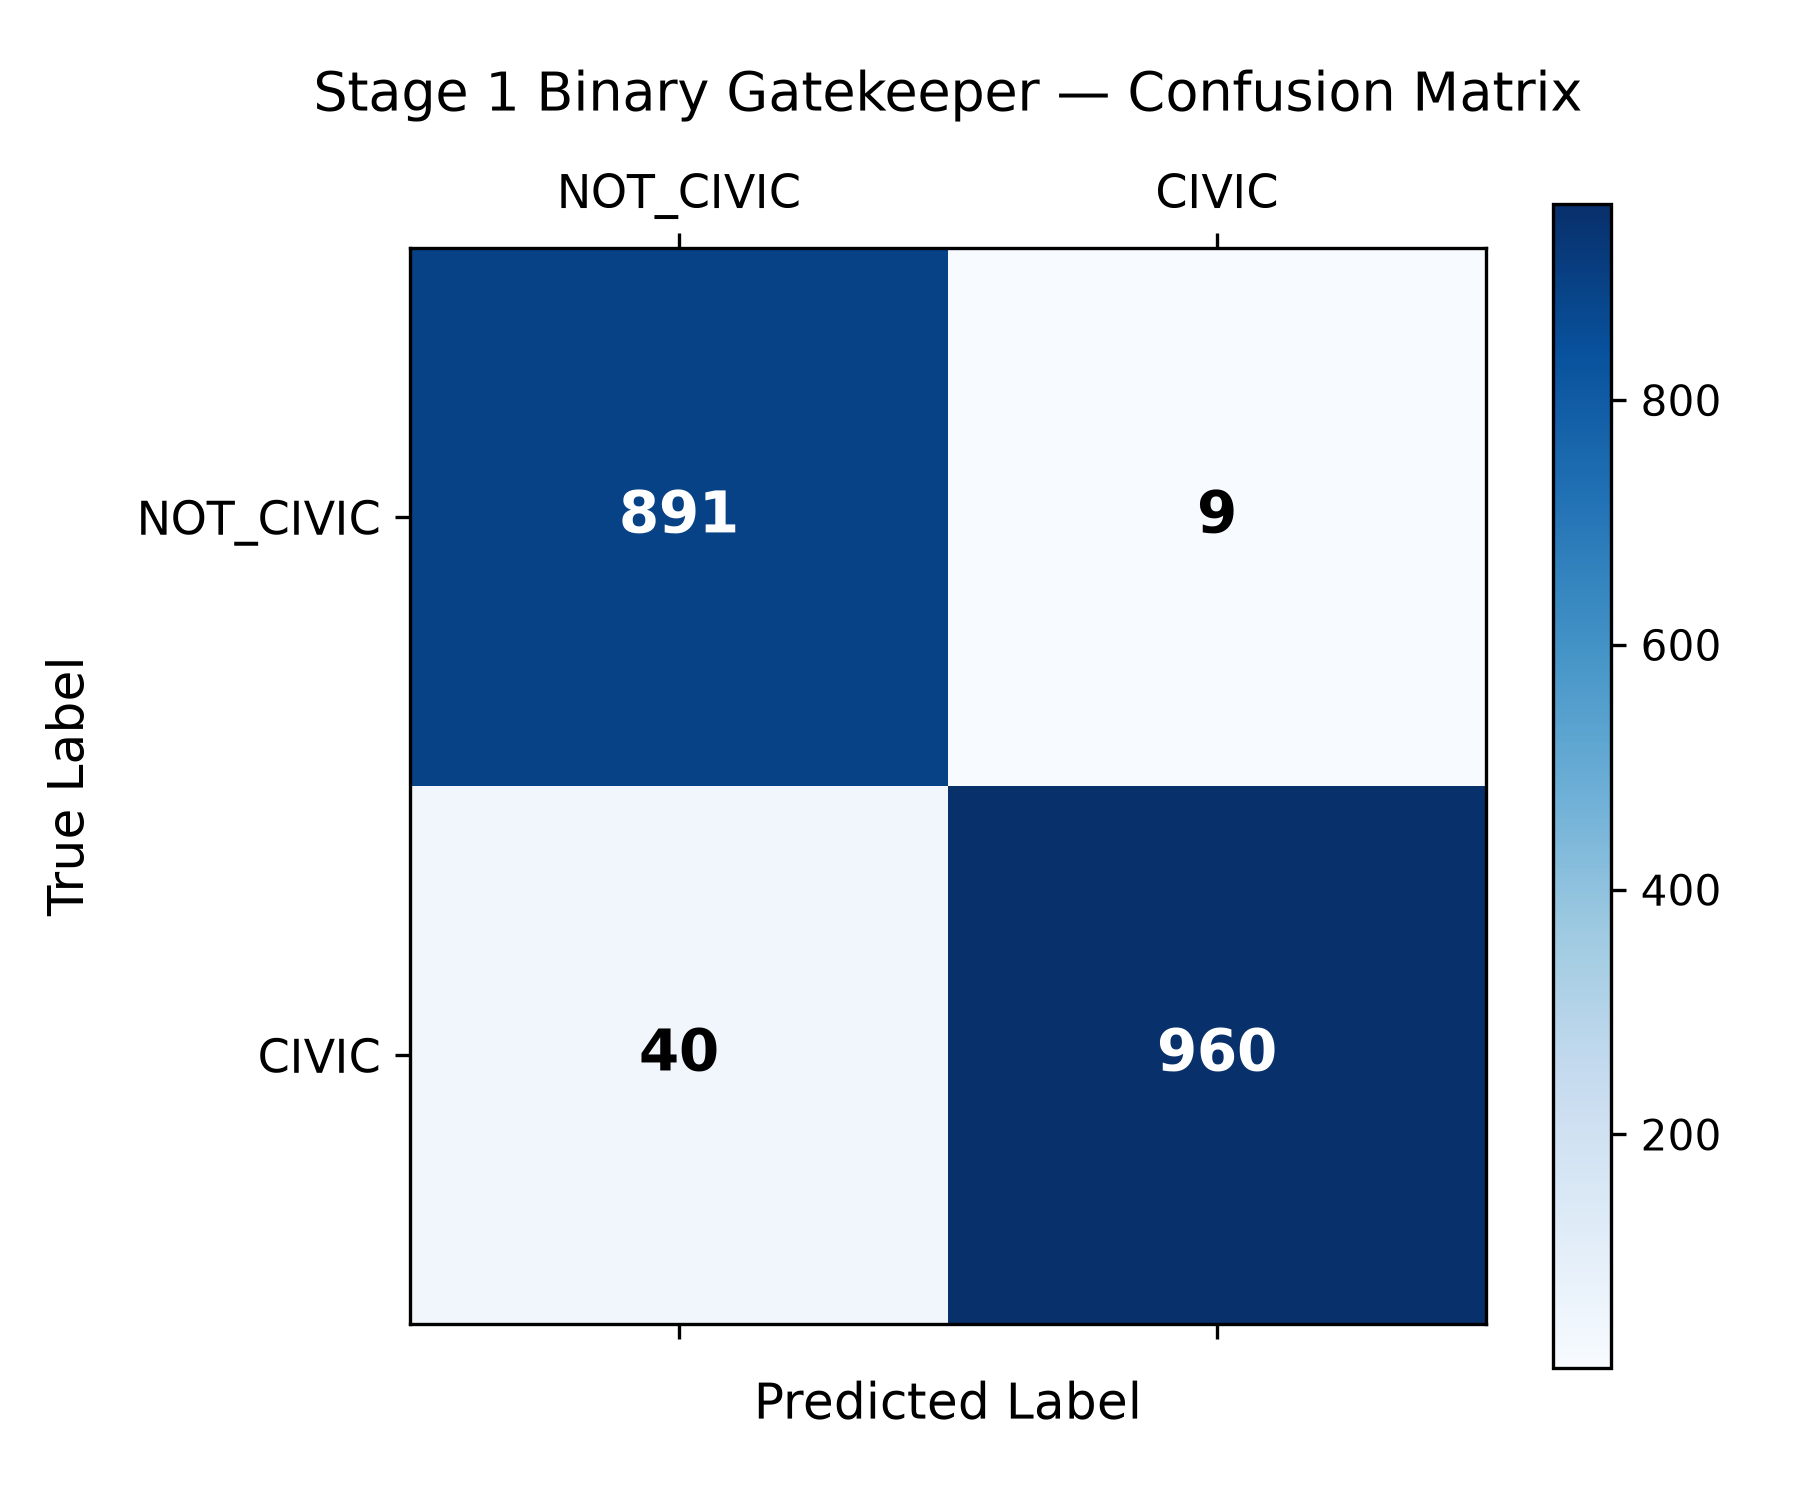 Stage 1 Binary Gatekeeper — Confusion Matrix
NOT_CIVIC CIVIC
NOT_CIVIC 891 9
CIVIC 40 960
True Label
Predicted Label
800
600
400
200